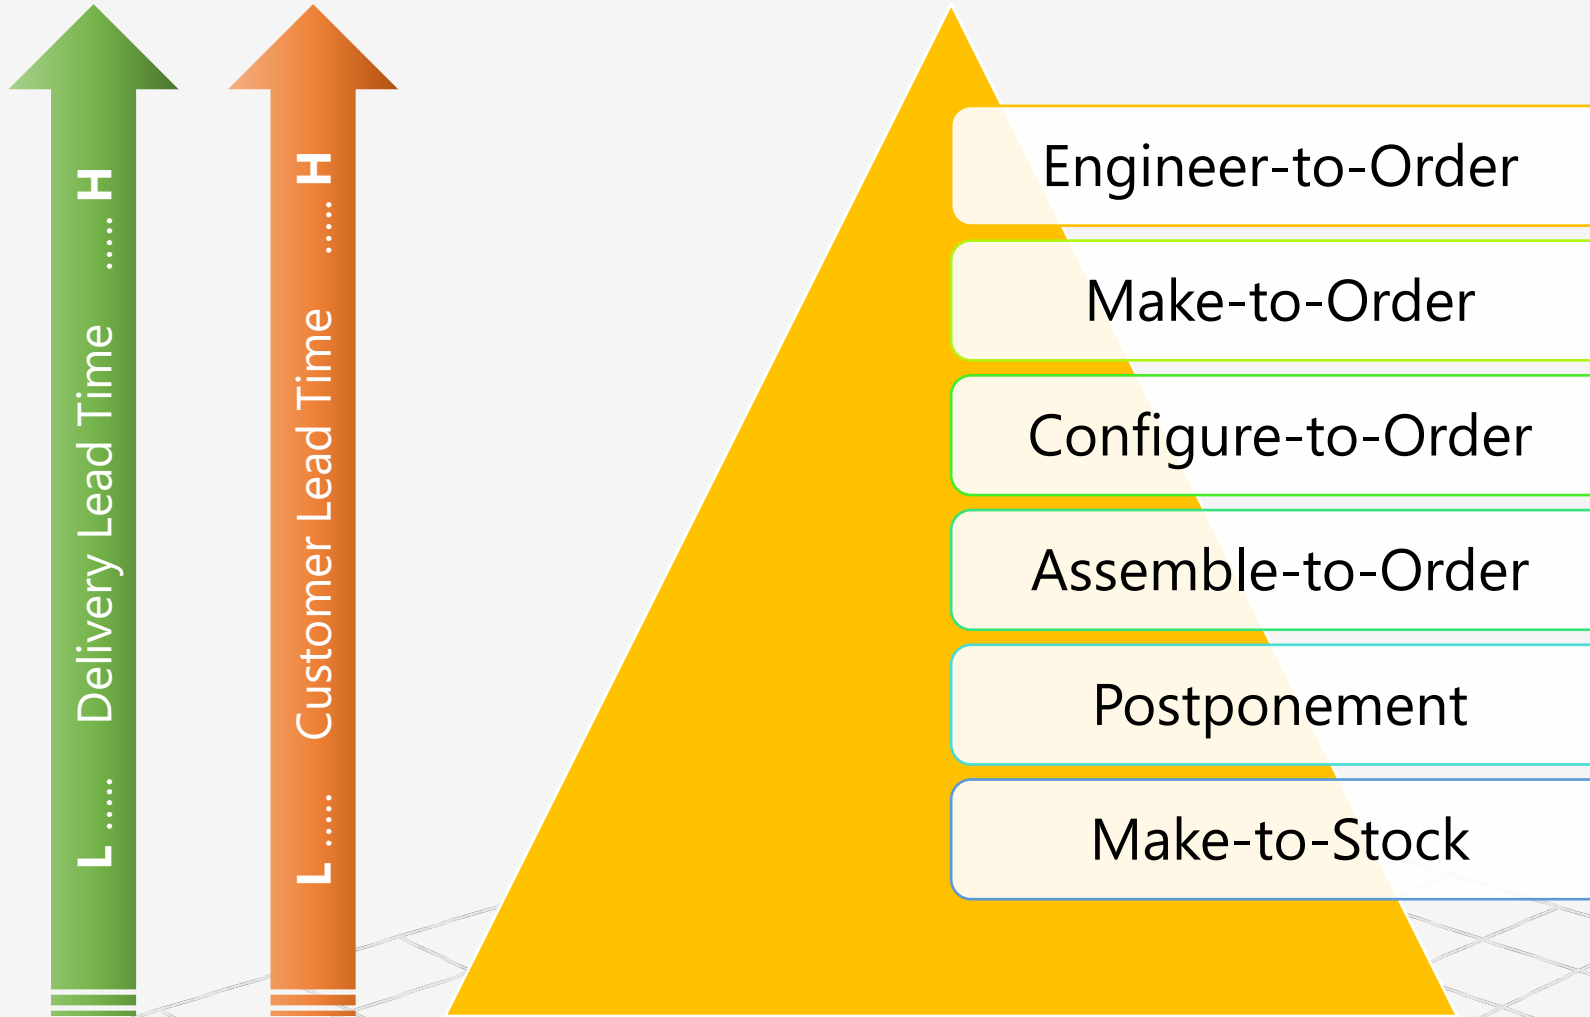 L ..... Delivery Lead Time ..... H
L ..... Customer Lead Time ..... H
Engineer-to-Order
Make-to-Order
Configure-to-Order
Assemble-to-Order
Postponement
Make-to-Stock